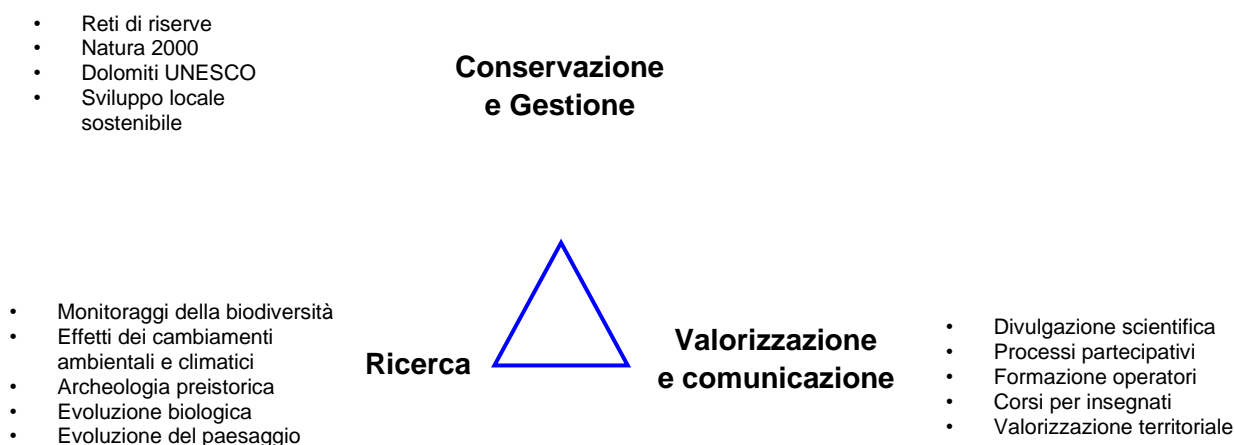 • Reti di riserve
• Natura 2000
• Dolomiti UNESCO
• Sviluppo locale
sostenibile
Conservazione
e Gestione
• Monitoraggi della biodiversità
• Effetti dei cambiamenti
ambientali e climatici
• Archeologia preistorica
• Evoluzione biologica
• Evoluzione del paesaggio
Ricerca
Valorizzazione
e comunicazione
• Divulgazione scientifica
• Processi partecipativi
• Formazione operatori
• Corsi per insegnati
• Valorizzazione territoriale